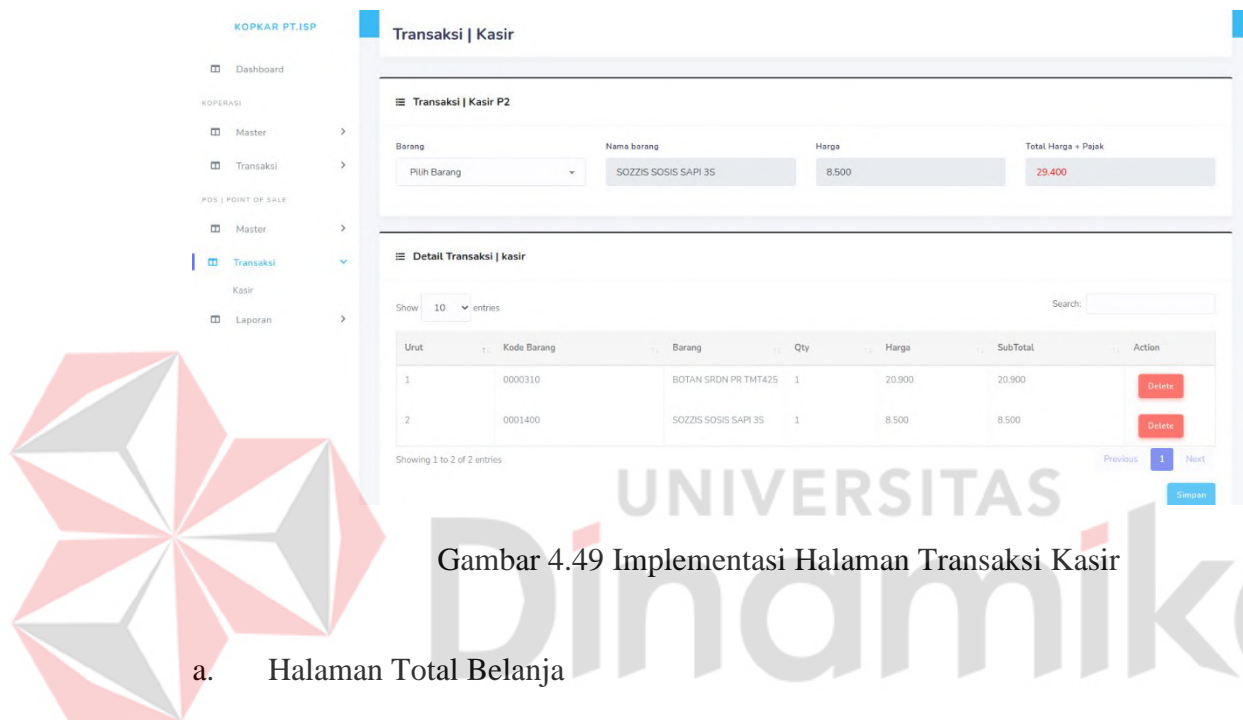 KOPKAR PT.ISP
Dashboard
KOPERASI
Master
Transaksi
POS | POINT OF SALE
Master
Transaksi
Kasir
Laporan
Transaksi | Kasir
Transaksi | Kasir P2
Barang
Nama barang
Harga
Total Harga + Pajak
Pilih Barang
SOZZIS SOSIS SAPI 3S
8.500
29.400
Detail Transaksi | kasir
Show 10 entries
Search:
Urut Kode Barang Barang Qty Harga SubTotal Action
1 0000310 BOTAN SRDN PR TMT425 1 20.900 20.900 Delete
2 0001400 SOZZIS SOSIS SAPI 3S 1 8.500 8.500 Delete
Showing 1 to 2 of 2 entries
Previous 1 Next
Simpan
UNIVERSITAS
Dinamika
Gambar 4.49 Implementasi Halaman Transaksi Kasir
a. Halaman Total Belanja